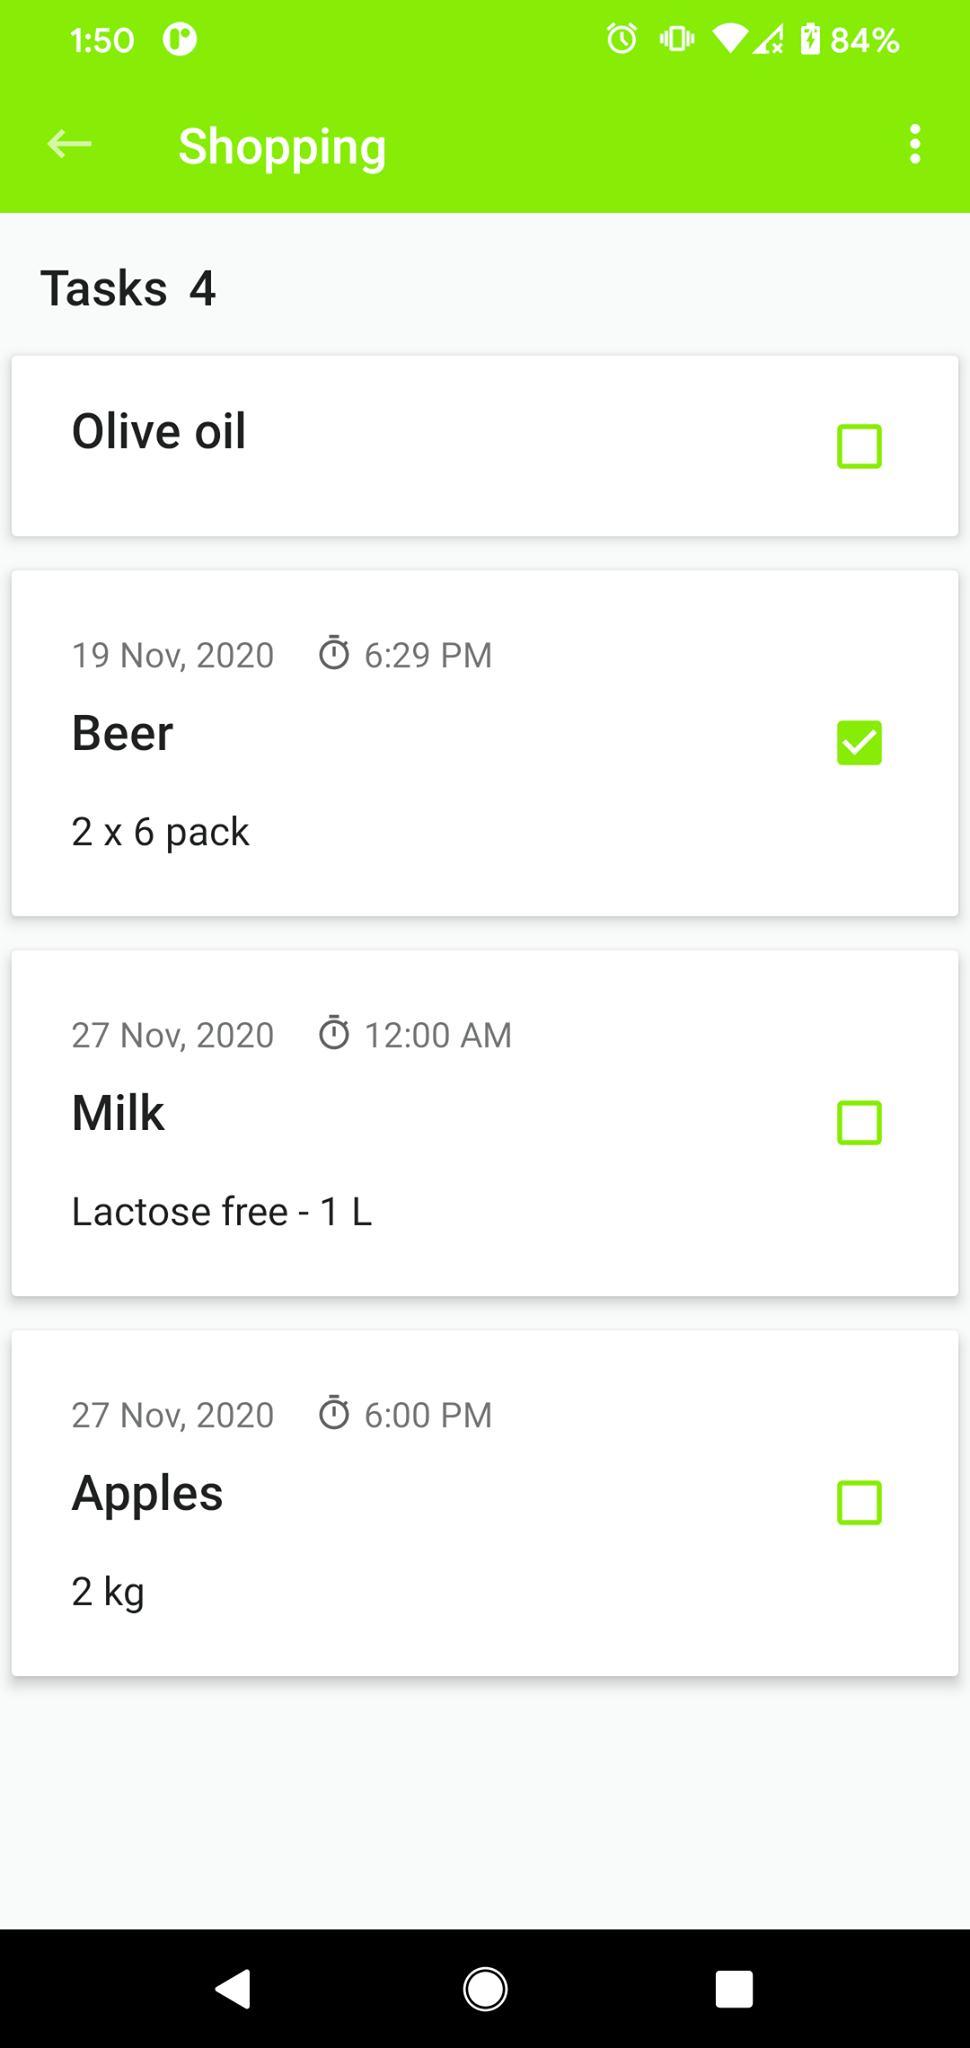 1:50 84%
Shopping
Tasks 4
Olive oil
19 Nov, 2020 6:29 PM
Beer
2 x 6 pack
27 Nov, 2020 12:00 AM
Milk
Lactose free - 1 L
27 Nov, 2020 6:00 PM
Apples
2 kg